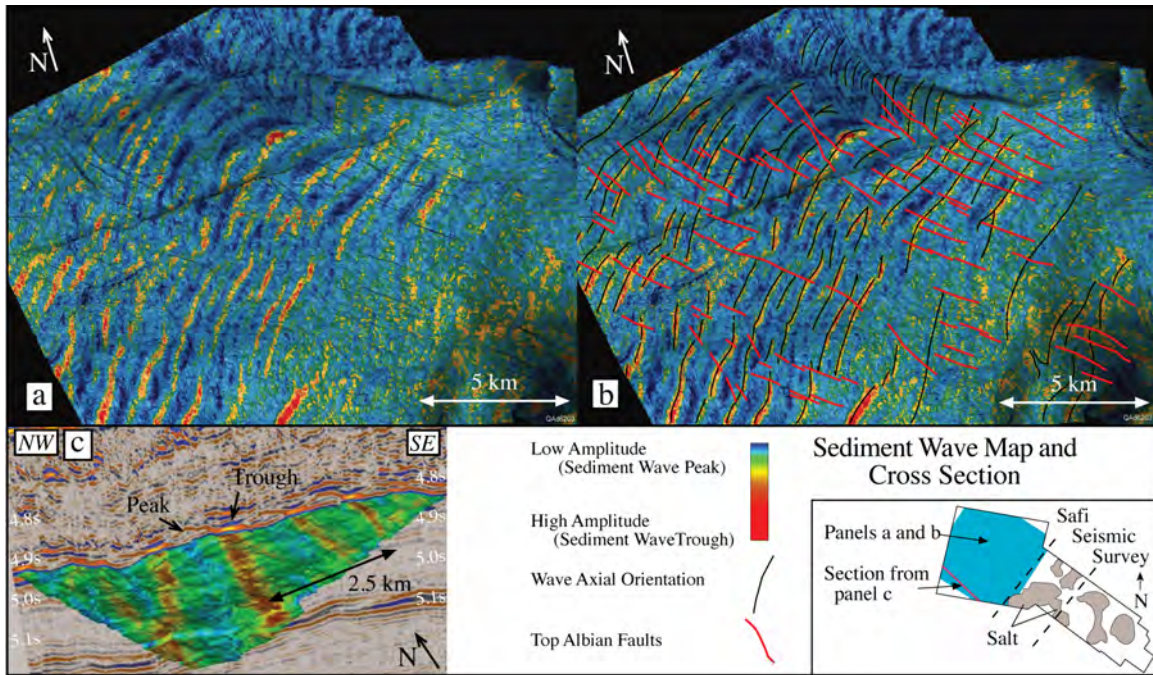 N
N
5 km
a
QAd6202
5 km
b
QAd6203
NW
c
SE
Trough
Peak
4.8s
4.8s
4.9s
4.9s
5.0s
5.0s
5.1s
5.1s
2.5 km
N
Low Amplitude
(Sediment Wave Peak)
High Amplitude
(Sediment WaveTrough)
Wave Axial Orientation
Top Albian Faults
Sediment Wave Map and
Cross Section
Panels a and b
Section from
panel c
Safi
Seismic
Survey
N
Salt